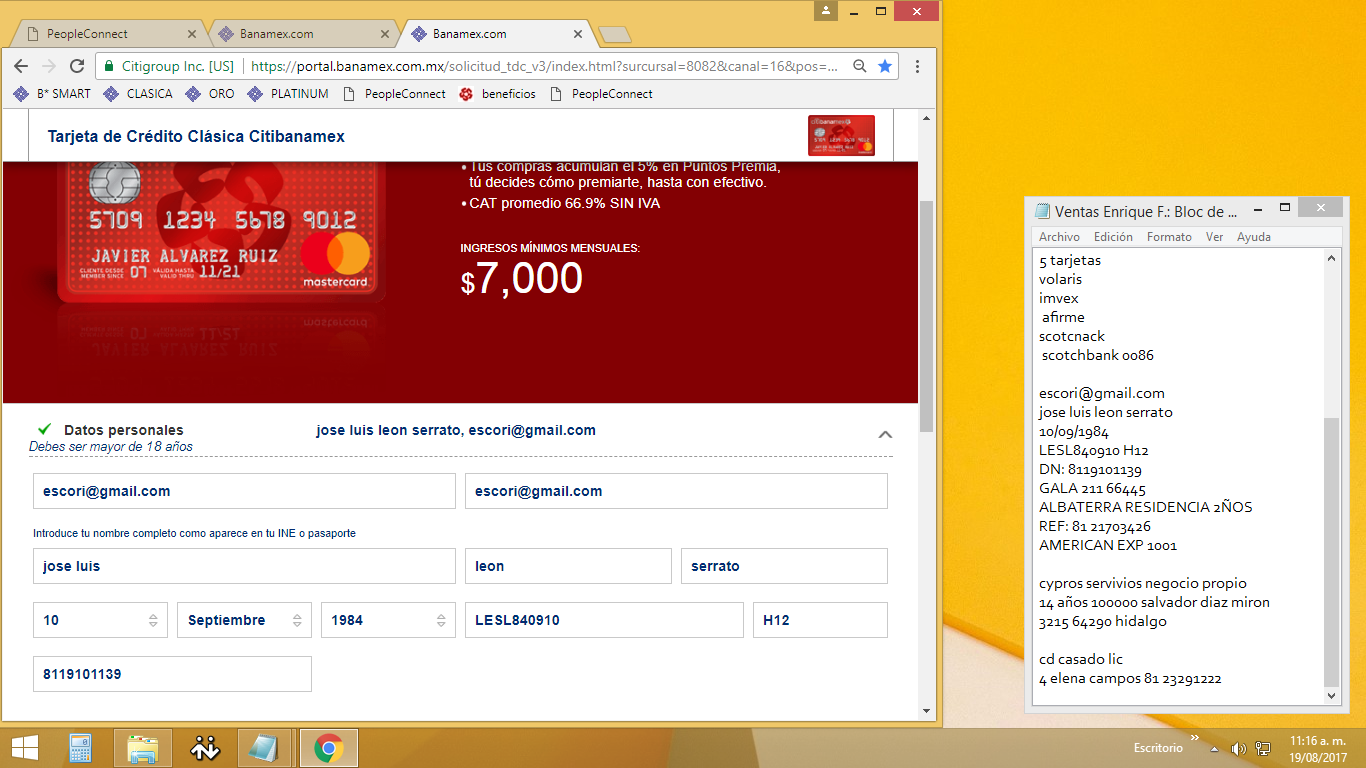 PeopleConnect
Banamex.com
Banamex.com
Citigroup Inc. [US]
https://portal.banamex.com.mx/solicitud_tdc_v3/index.html?sursursal=8082&canal=16&pos=...
B* SMART
CLASICA
ORO
PLATINUM
PeopleConnect
beneficios
PeopleConnect
Tarjeta de Crédito Clásica Citibanamex
• Tus compras acumulan el 5% en Puntos Premia,
tú decides cómo premiarte, hasta con efectivo.
• CAT promedio 66.9% SIN IVA
INGRESOS MÍNIMOS MENSUALES:
$7,000
5709 1234 5678 9012
JAVIER ALVAREZ RUIZ
CLIENTE DESDE
MEMBER SINCE 07
VÁLIDA HASTA
VALID THRU 11/21
mastercard.
Datos personales
jose luis leon serrato, escori@gmail.com
Debes ser mayor de 18 años
escori@gmail.com
escori@gmail.com
Introduce tu nombre completo como aparece en tu INE o pasaporte
jose luis
leon
serrato
10
Septiembre
1984
LESL840910
H12
8119101139
Ventas Enrique F.: Bloc de ...
Archivo Edición Formato Ver Ayuda
5 tarjetas
volaris
imvex
afirme
scotcnack
scotchbank 0086
escori@gmail.com
jose luis leon serrato
10/09/1984
LESL840910 H12
DN: 8119101139
GALA 211 66445
ALBATERRA RESIDENCIA 2ÑOS
REF: 81 21703426
AMERICAN EXP 1001
cypros servivios negocio propio
14 años 100000 salvador diaz miron
3215 64290 hidalgo
cd casado lic
4 elena campos 81 23291222
Escritorio
11:16 a. m.
19/08/2017